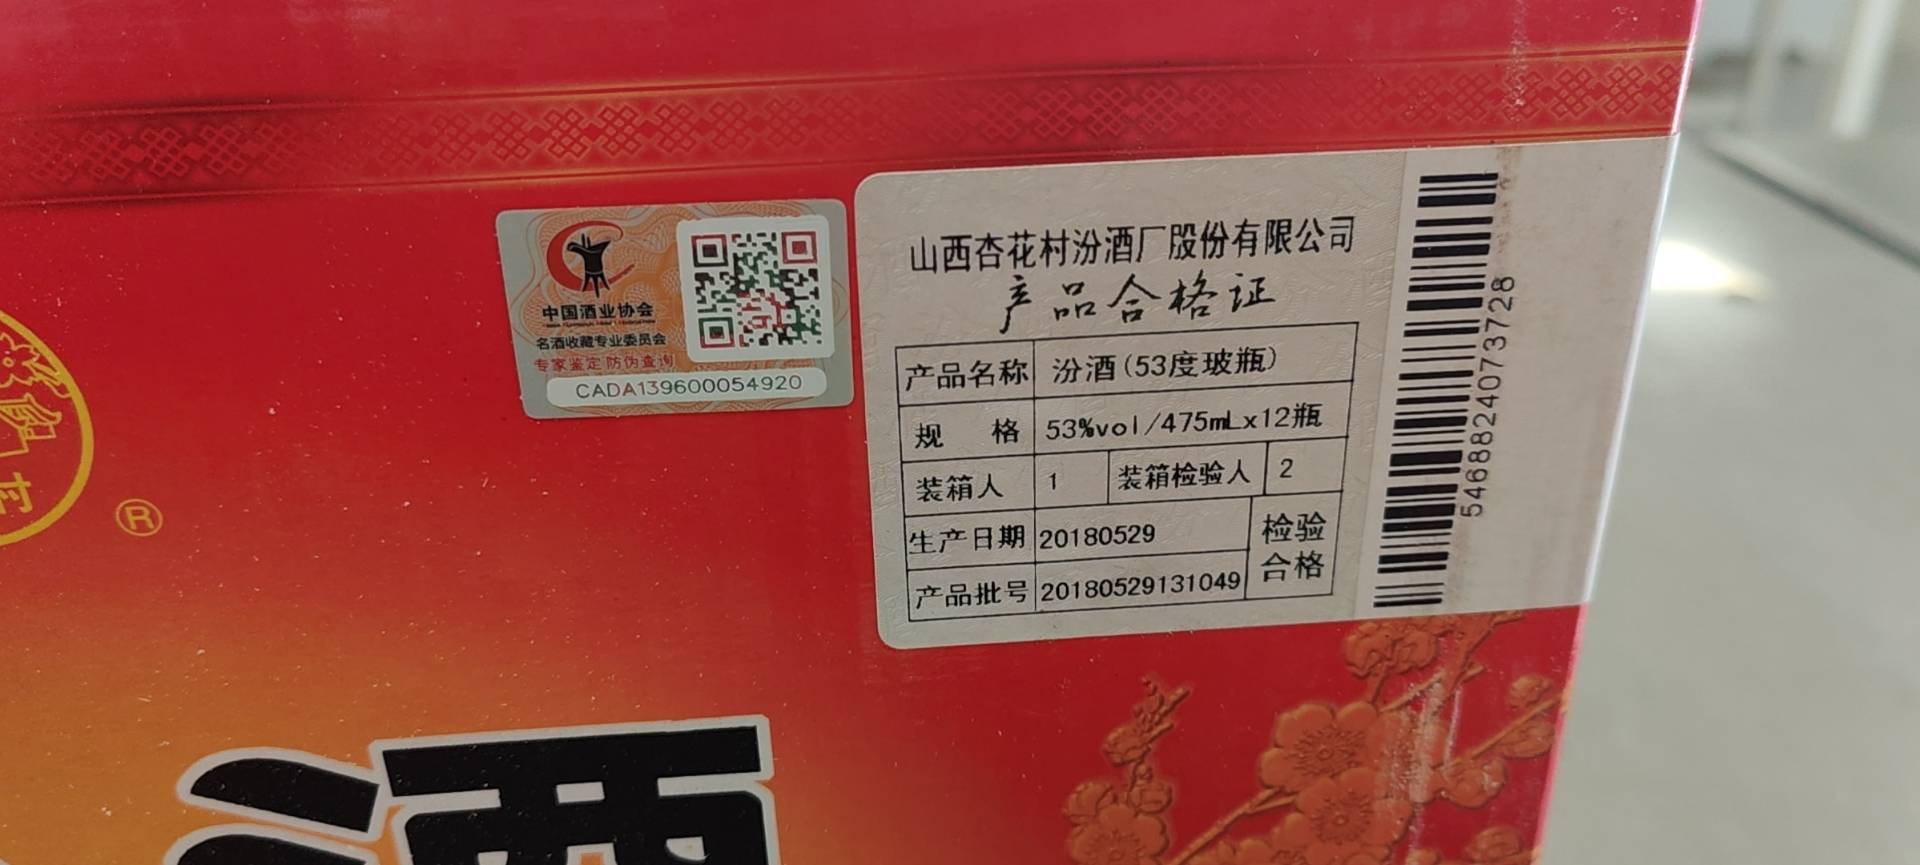 村
®
中国酒业协会
名酒收藏专业委员会
专家鉴定 防伪查询
CADA139600054920
山西杏花村汾酒厂股份有限公司
产品合格证
产品名称 汾酒(53度玻瓶)
规 格 53%vol/475mLx12瓶
装箱人 1 装箱检验人 2
生产日期 20180529
产品批号 20180529131049
检验
合格
5468824073728
酒